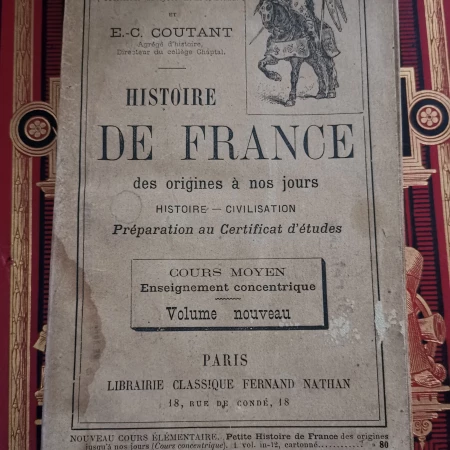 ET
E.-C. COUTANT
Agrégé d'histoire,
Directeur du collège Chaptal.
HISTOIRE
DE FRANCE
des origines à nos jours
HISTOIRE — CIVILISATION
Préparation au Certificat d'études
COURS MOYEN
Enseignement concentrique
Volume nouveau
PARIS
LIBRAIRIE CLASSIQUE FERNAND NATHAN
18, RUE DE CONDÉ, 18
NOUVEAU COURS ÉLÉMENTAIRE. Petite Histoire de France des origines
jusqu'à nos jours (Cours concentrique). 1 vol. in-12, cartonné............ » 80